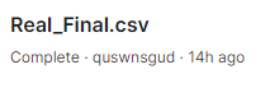 Real_Final.csv
Complete · quswnsgud · 14h ago